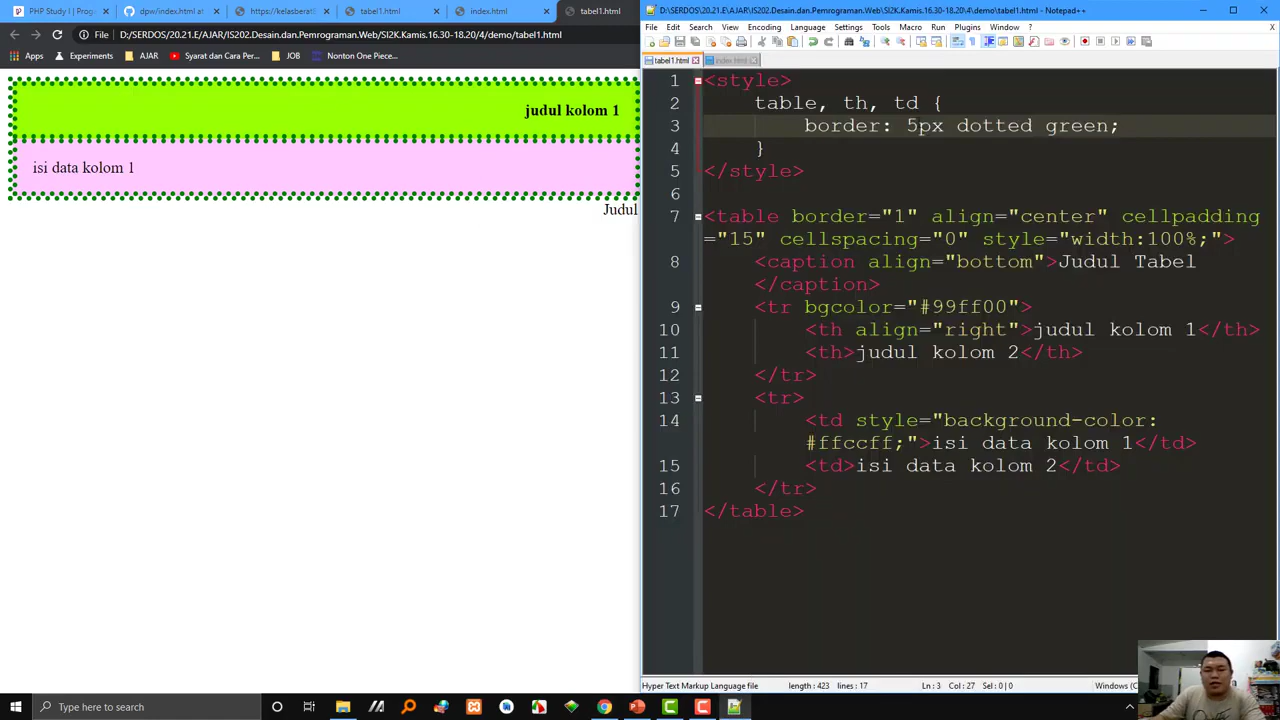 PHP Study I | Prog
dpw/index.html at
https://kelasberat
tabel1.html
index.html
tabel1.html
File | D:/SERDOS/20.21.E/AJAR/IS202.Desain.dan.Pemrograman.Web/SI2K.Kamis.16.30-18.20/4/demo/tabel1.html
Apps
Experiments
AJAR
Syarat dan Cara Per...
JOB
Nonton One Piece....
judul kolom 1
isi data kolom 1
Judul
D:\SERDOS\20.21.E\AJAR\IS202.Desain.dan.Pemrograman.Web\SI2K.Kamis.16.30-18.20\4\demo\tabel1.html - Notepad++
File Edit Search View Encoding Language Settings Tools Macro Run Plugins Window ?
X
tabel1.html
index.html
1 <style>
2 table, th, td {
3 border: 5px dotted green;
4 }
5 </style>
6
7 <table border="1" align="center" cellpadding
="15" cellspacing="0" style="width:100%;">
8 <caption align="bottom">Judul Tabel
</caption>
9 <tr bgcolor="#99ff00">
10 <th align="right">judul kolom 1</th>
11 <th>judul kolom 2</th>
12 </tr>
13 <tr>
14 <td style="background-color:
#ffccff;">isi data kolom 1</td>
15 <td>isi data kolom 2</td>
16 </tr>
17 </table>
Hyper Text Markup Language file
length : 423 lines : 17
Ln : 3 Col : 27 Sel : 0 | 0
Windows (C
Type here to search